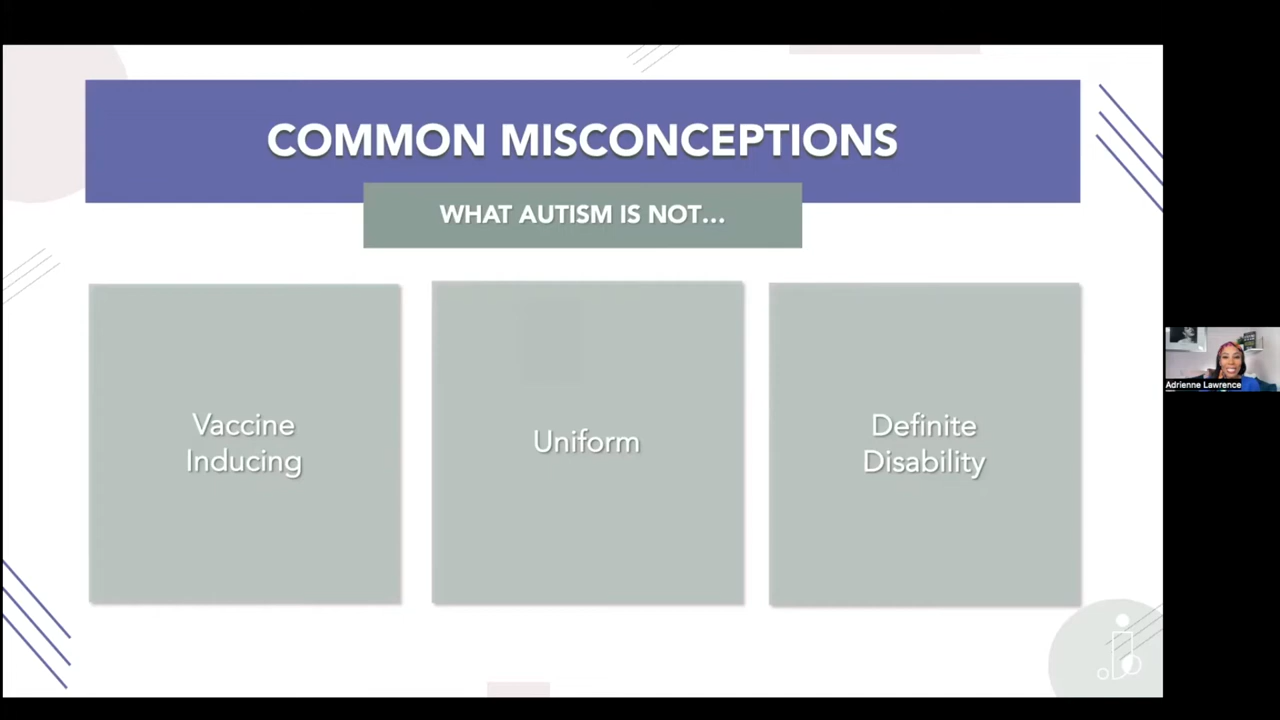 COMMON MISCONCEPTIONS
WHAT AUTISM IS NOT...
Vaccine
Inducing
Uniform
Definite
Disability
Adrienne Lawrence